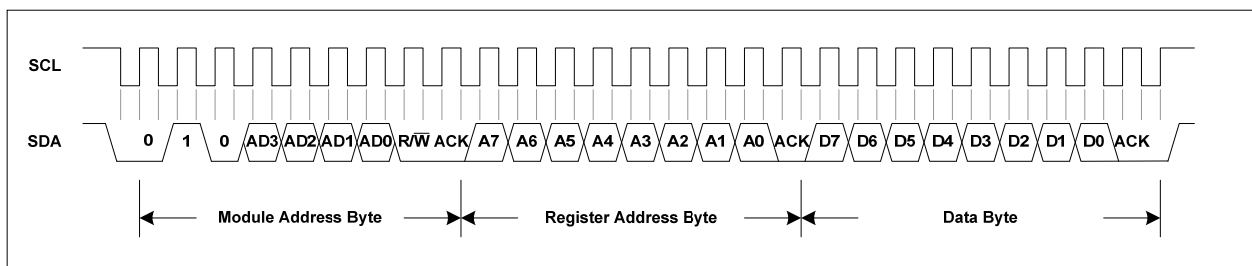 SCL
SDA 0 1 0 AD3 AD2 AD1 AD0 R/W̅ ACK A7 A6 A5 A4 A3 A2 A1 A0 ACK D7 D6 D5 D4 D3 D2 D1 D0 ACK
Module Address Byte Register Address Byte Data Byte